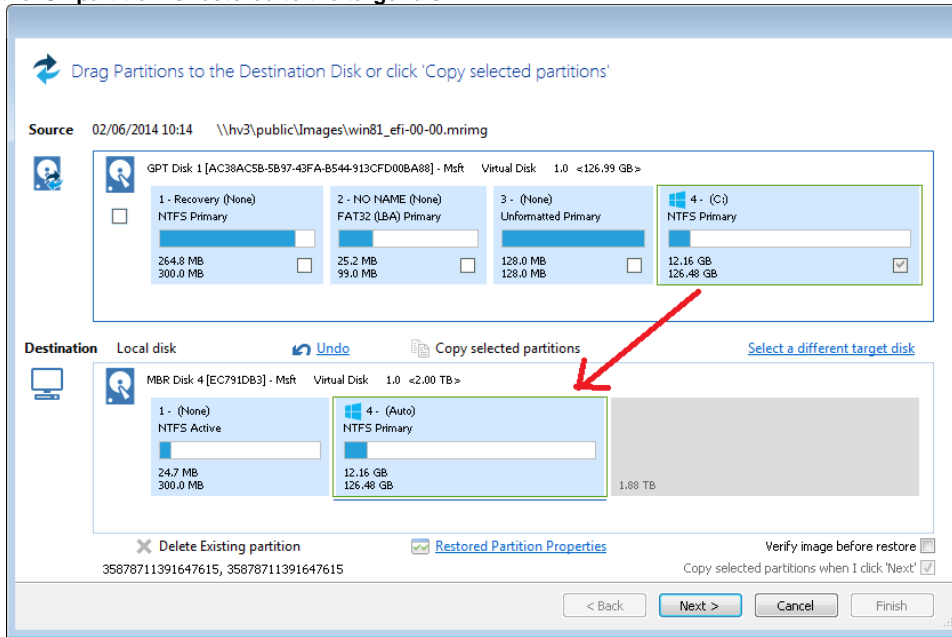 Drag Partitions to the Destination Disk or click 'Copy selected partitions'
Source 02/06/2014 10:14 \\hv3\public\Images\win81_efi-00-00.mrimg
GPT Disk 1 [AC38AC5B-5B97-43FA-B544-913CFD00BA88] - Msft Virtual Disk 1.0 <126.99 GB>
1 - Recovery (None)
NTFS Primary
264.8 MB
300.0 MB
2 - NO NAME (None)
FAT32 (LBA) Primary
25.2 MB
99.0 MB
3 - (None)
Unformatted Primary
128.0 MB
128.0 MB
4 - (C:)
NTFS Primary
12.16 GB
126.48 GB
Destination Local disk Undo Copy selected partitions Select a different target disk
MBR Disk 4 [EC791DB3] - Msft Virtual Disk 1.0 <2.00 TB>
1 - (None)
NTFS Active
24.7 MB
300.0 MB
4 - (Auto)
NTFS Primary
12.16 GB
126.48 GB
1.88 TB
Delete Existing partition Restored Partition Properties Verify image before restore
35878711391647615, 35878711391647615 Copy selected partitions when I click 'Next'
< Back Next > Cancel Finish